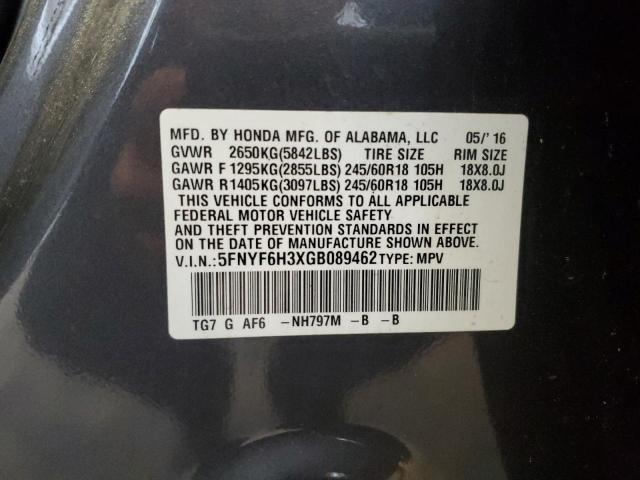 MFD. BY HONDA MFG. OF ALABAMA, LLC 05/'16
GVWR 2650KG(5842LBS) TIRE SIZE RIM SIZE
GAWR F 1295KG(2855LBS) 245/60R18 105H 18X8.0J
GAWR R1405KG(3097LBS) 245/60R18 105H 18X8.0J
THIS VEHICLE CONFORMS TO ALL APPLICABLE
FEDERAL MOTOR VEHICLE SAFETY
AND THEFT PREVENTION STANDARDS IN EFFECT
ON THE DATE OF MANUFACTURE SHOWN ABOVE.
V.I.N.: 5FNYF6H3XGB089462 TYPE: MPV
TG7 G AF6 -NH797M -B -B